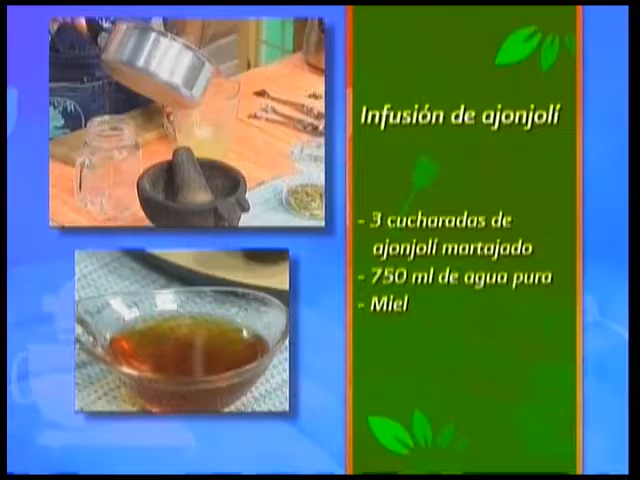 Infusión de ajonjolí
- 3 cucharadas de
ajonjolí martajado
- 750 ml de agua pura
- Miel